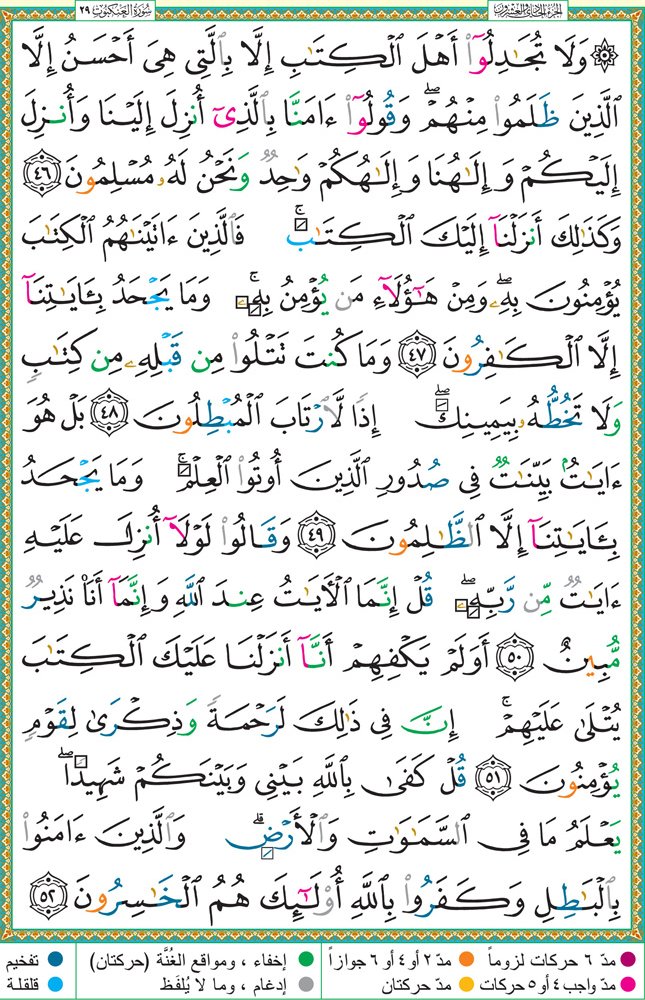 الجزء الحادي والعشرون
سورة العنكبوت ٢٩
۞ وَلَا تُجَٰدِلُوٓا۟ أَهْلَ ٱلْكِتَٰبِ إِلَّا بِٱلَّتِى هِىَ أَحْسَنُ إِلَّا
ٱلَّذِينَ ظَلَمُوا۟ مِنْهُمْ ۖ وَقُولُوٓا۟ ءَامَنَّا بِٱلَّذِىٓ أُنزِلَ إِلَيْنَا وَأُنزِلَ
إِلَيْكُمْ وَإِلَٰهُنَا وَإِلَٰهُكُمْ وَٰحِدٌ وَنَحْنُ لَهُۥ مُسْلِمُونَ ٤٦
وَكَذَٰلِكَ أَنزَلْنَآ إِلَيْكَ ٱلْكِتَٰبَ ۚ فَٱلَّذِينَ ءَاتَيْنَٰهُمُ ٱلْكِتَٰبَ
يُؤْمِنُونَ بِهِۦ ۖ وَمِنْ هَٰٓؤُلَآءِ مَن يُؤْمِنُ بِهِۦ ۚ وَمَا يَجْحَدُ بِـَٔايَٰتِنَآ
إِلَّا ٱلْكَٰفِرُونَ ٤٧ وَمَا كُنتَ تَتْلُوا۟ مِن قَبْلِهِۦ مِن كِتَٰبٍ
وَلَا تَخُطُّهُۥ بِيَمِينِكَ ۖ إِذًا لَّٱرْتَابَ ٱلْمُبْطِلُونَ ٤٨ بَلْ هُوَ
ءَايَٰتٌۢ بَيِّنَٰتٌ فِى صُدُورِ ٱلَّذِينَ أُوتُوا۟ ٱلْعِلْمَ ۚ وَمَا يَجْحَدُ
بِـَٔايَٰتِنَآ إِلَّا ٱلظَّٰلِمُونَ ٤٩ وَقَالُوا۟ لَوْلَآ أُنزِلَ عَلَيْهِ
ءَايَٰتٌ مِّن رَّبِّهِۦ ۖ قُلْ إِنَّمَا ٱلْـَٔايَٰتُ عِندَ ٱللَّهِ وَإِنَّمَآ أَنَا۠ نَذِيرٌ
مُّبِينٌ ٥٠ أَوَلَمْ يَكْفِهِمْ أَنَّآ أَنزَلْنَا عَلَيْكَ ٱلْكِتَٰبَ
يُتْلَىٰ عَلَيْهِمْ ۚ إِنَّ فِى ذَٰلِكَ لَرَحْمَةً وَذِكْرَىٰ لِقَوْمٍ
يُؤْمِنُونَ ٥١ قُلْ كَفَىٰ بِٱللَّهِ بَيْنِى وَبَيْنَكُمْ شَهِيدًا ۖ
يَعْلَمُ مَا فِى ٱلسَّمَٰوَٰتِ وَٱلْأَرْضِ ۗ وَٱلَّذِينَ ءَامَنُوا۟
بِٱلْبَٰطِلِ وَكَفَرُوا۟ بِٱللَّهِ أُو۟لَٰٓئِكَ هُمُ ٱلْخَٰسِرُونَ ٥٢
مدّ ٦ حركات لزوماً مدّ ٢ أو ٤ أو ٦ جوازاً إخفاء ، ومواقع الغُنَّة (حركتان) تفخيم
مدّ واجب ٤ أو ٥ حركات مدّ حركتان إدغام ، وما لا يُلفَظ قلقلة